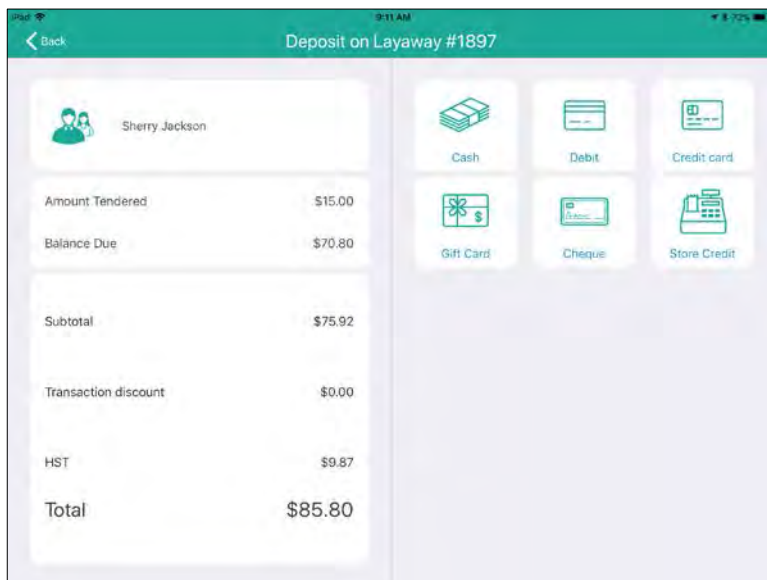 iPad 9:11 AM 72%
Back Deposit on Layaway #1897
Sherry Jackson
Amount Tendered $15.00
Balance Due $70.80
Subtotal $75.92
Transaction discount $0.00
HST $9.87
Total $85.80
Cash Debit Credit card
Gift Card Cheque Store Credit